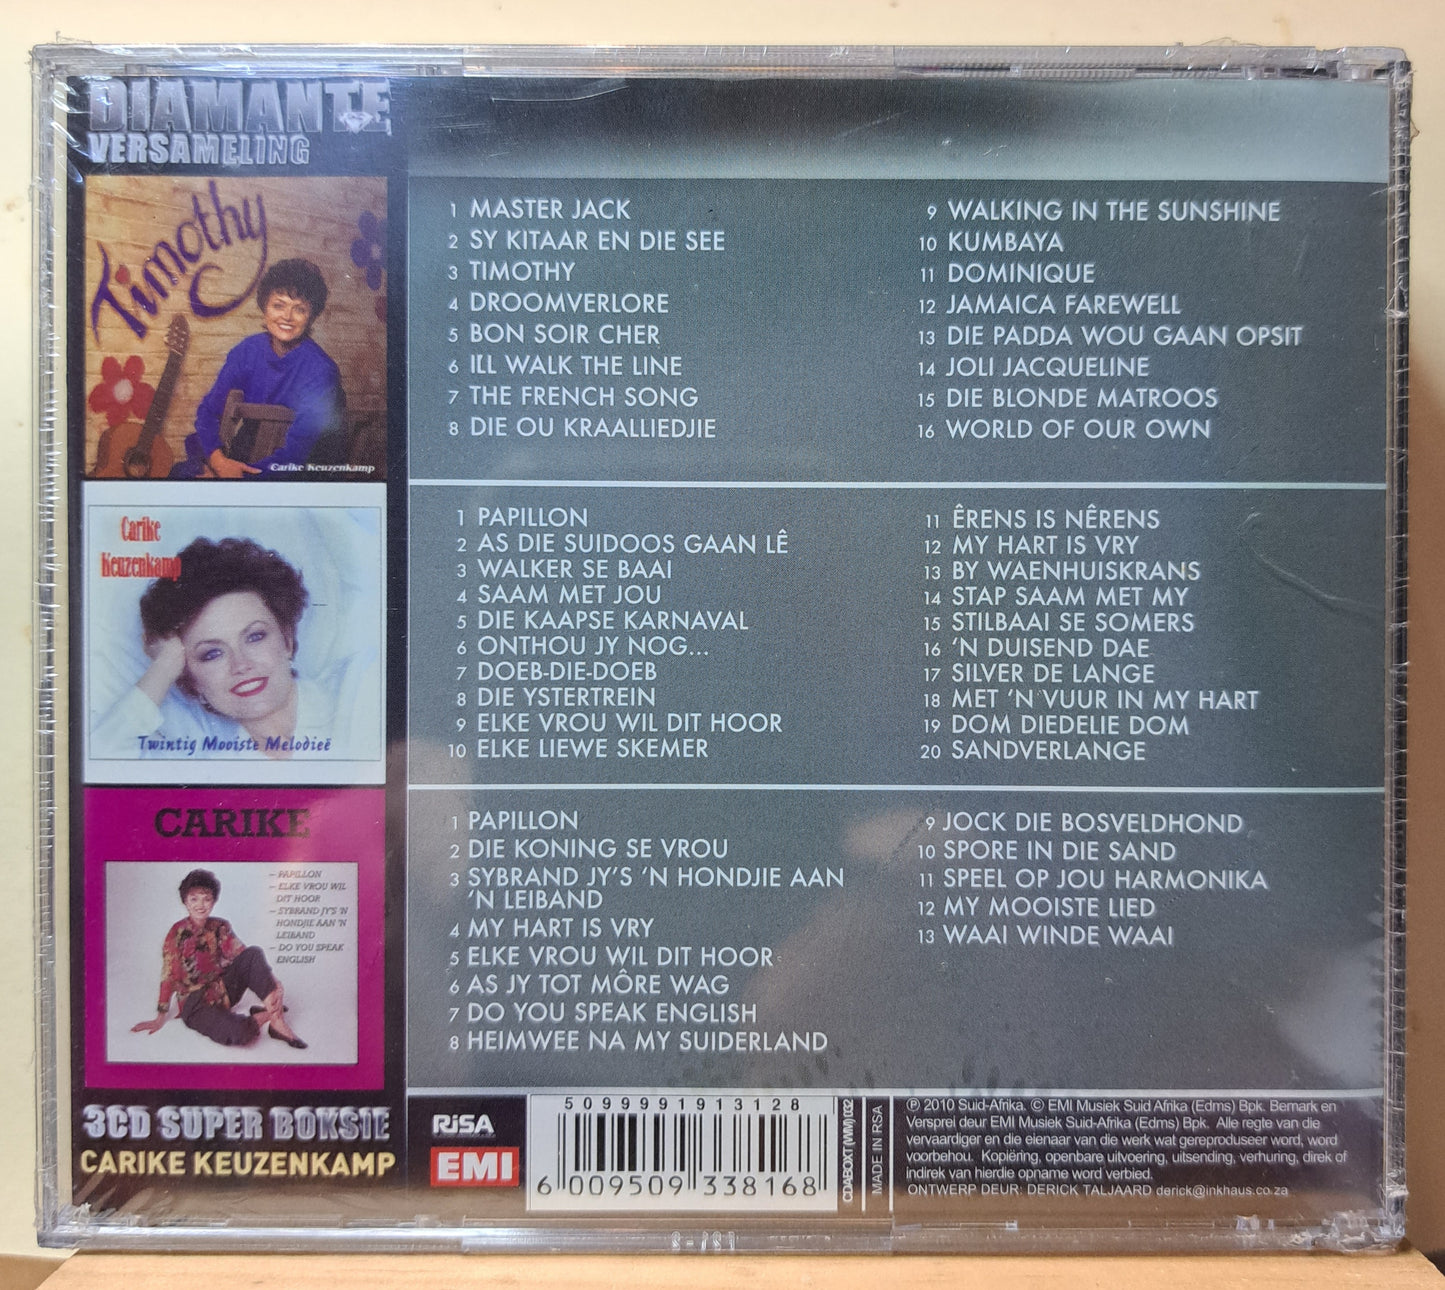 DIAMANTE
VERSAMELING
Timothy
Carike Keuzenkamp
1 MASTER JACK
2 SY KITAAR EN DIE SEE
3 TIMOTHY
4 DROOMVERLORE
5 BON SOIR CHER
6 I'LL WALK THE LINE
7 THE FRENCH SONG
8 DIE OU KRAALLIEDJIE
9 WALKING IN THE SUNSHINE
10 KUMBAYA
11 DOMINIQUE
12 JAMAICA FAREWELL
13 DIE PADDA WOU GAAN OPSIT
14 JOLI JACQUELINE
15 DIE BLONDE MATROOS
16 WORLD OF OUR OWN
Carike
Keuzenkamp
Twintig Mooiste Melodieë
1 PAPILLON
2 AS DIE SUIDOOS GAAN LÊ
3 WALKER SE BAAI
4 SAAM MET JOU
5 DIE KAAPSE KARNAVAL
6 ONTHOU JY NOG...
7 DOEB-DIE-DOEB
8 DIE YSTERTREIN
9 ELKE VROU WIL DIT HOOR
10 ELKE LIEWE SKEMER
11 ÊRENS IS NÊRENS
12 MY HART IS VRY
13 BY WAENHUISKRANS
14 STAP SAAM MET MY
15 STILBAAI SE SOMERS
16 'N DUISEND DAE
17 SILVER DE LANGE
18 MET 'N VUUR IN MY HART
19 DOM DIEDELIE DOM
20 SANDVERLANGE
CARIKE
– PAPILLON
– ELKE VROU WIL
DIT HOOR
– SYBRAND JY'S 'N
HONDJIE AAN 'N
LEIBAND
– DO YOU SPEAK
ENGLISH
1 PAPILLON
2 DIE KONING SE VROU
3 SYBRAND JY'S 'N HONDJIE AAN
'N LEIBAND
4 MY HART IS VRY
5 ELKE VROU WIL DIT HOOR
6 AS JY TOT MÔRE WAG
7 DO YOU SPEAK ENGLISH
8 HEIMWEE NA MY SUIDERLAND
9 JOCK DIE BOSVELDHOND
10 SPORE IN DIE SAND
11 SPEEL OP JOU HARMONIKA
12 MY MOOISTE LIED
13 WAAI WINDE WAAI
3CD SUPER BOKSIE
CARIKE KEUZENKAMP
RiSA
EMI
5099991913128
6 009509 338168
CDABOXT (WM) 032
MADE IN RSA
℗ 2010 Suid-Afrika. © EMI Musiek Suid Afrika (Edms) Bpk. Bemark en
Versprei deur EMI Musiek Suid-Afrika (Edms) Bpk. Alle regte van die
vervaardiger en die eienaar van die werk wat gereproduseer word, word
voorbehou. Kopiëring, openbare uitvoering, uitsending, verhuring, direk of
indirek van hierdie opname word verbied.
ONTWERP DEUR: DERICK TALJAARD derick@inkhaus.co.za